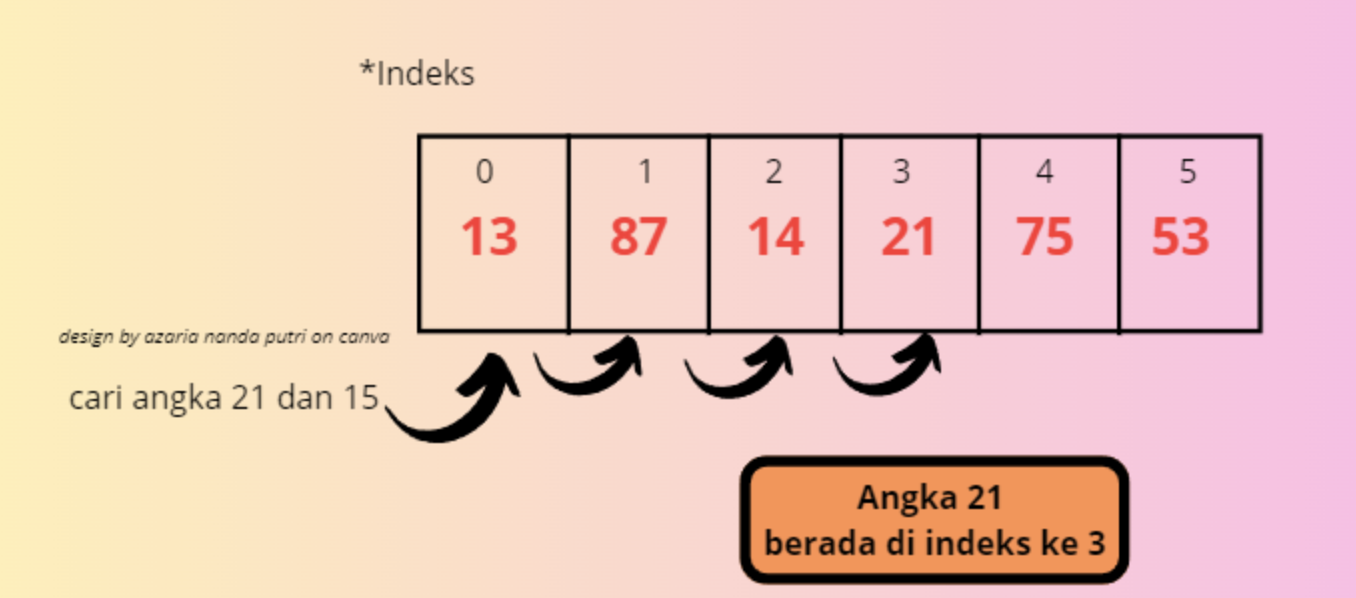 *Indeks
0 1 2 3 4 5
13 87 14 21 75 53
design by azaria nanda putri on canva
cari angka 21 dan 15
Angka 21
berada di indeks ke 3